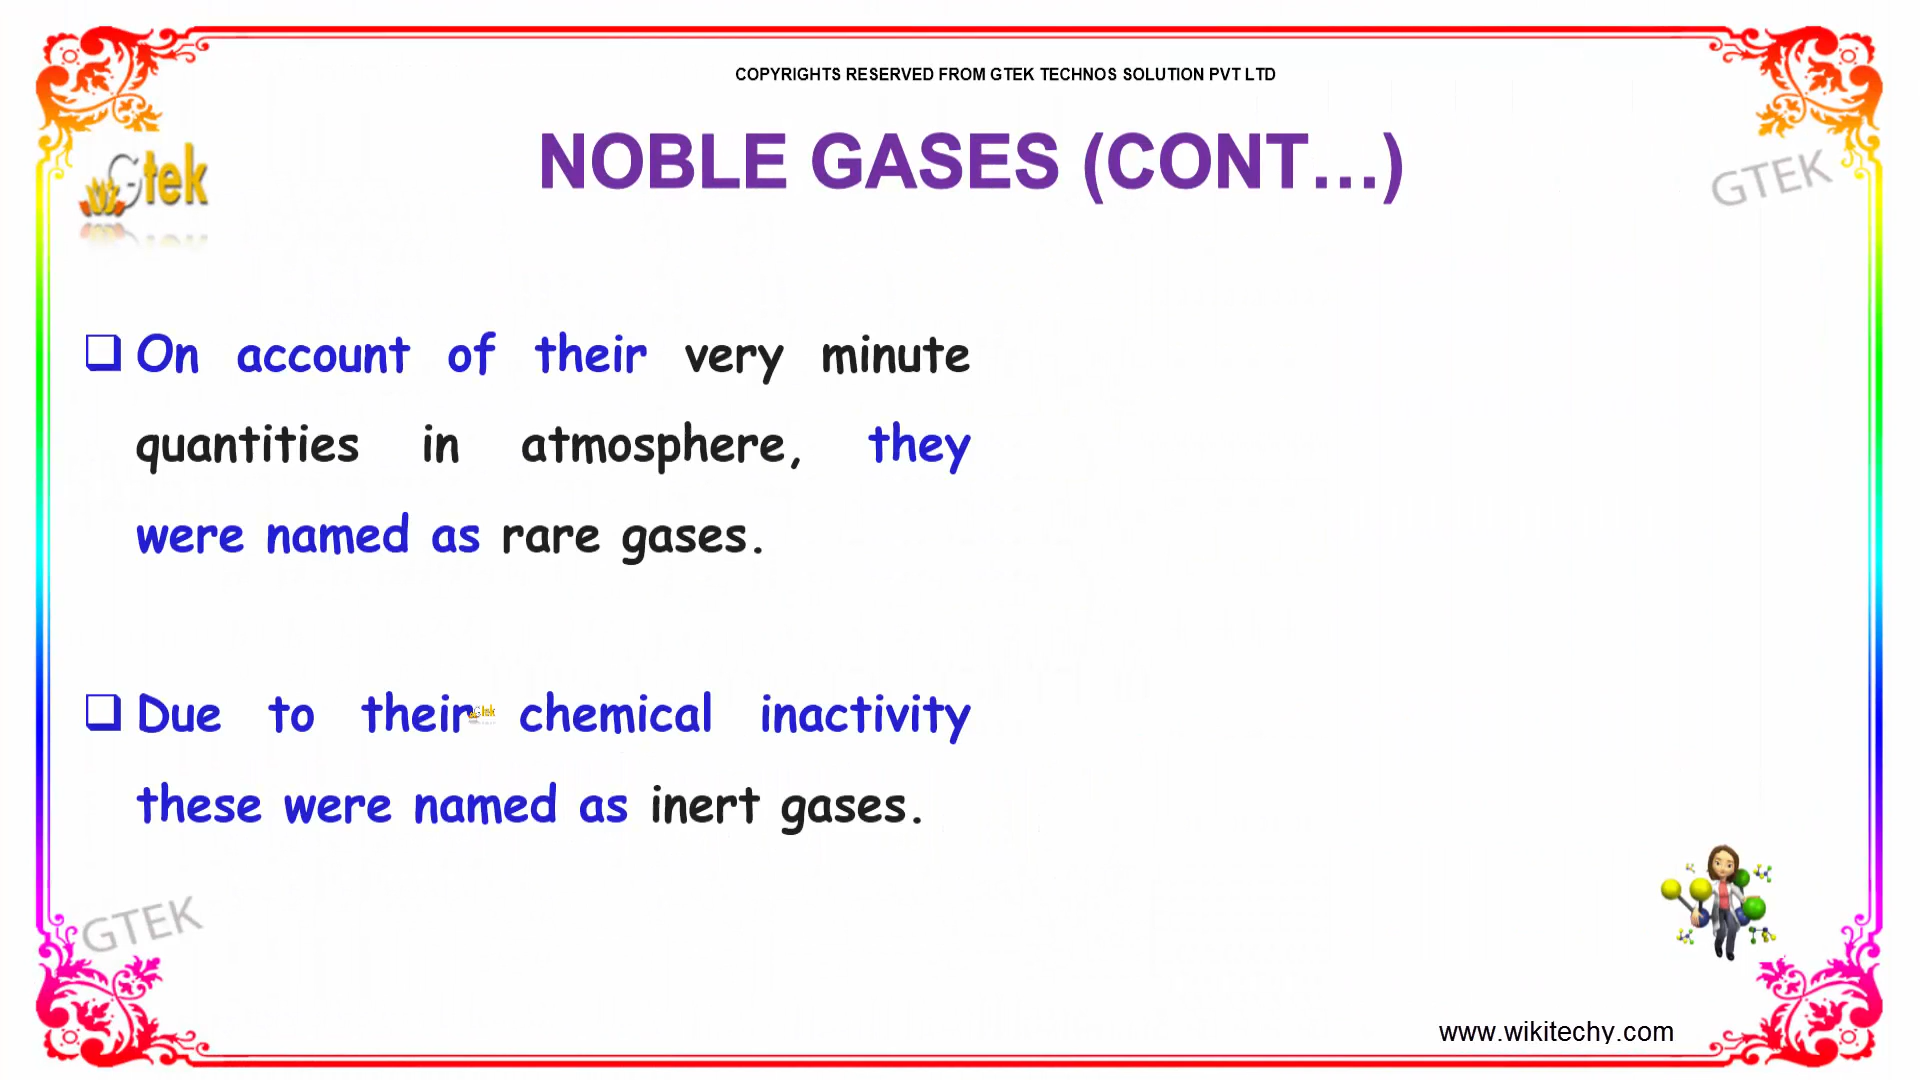 COPYRIGHTS RESERVED FROM GTEK TECHNOS SOLUTION PVT LTD
Gtek
NOBLE GASES (CONT...)
GTEK
On account of their very minute
quantities in atmosphere, they
were named as rare gases.
Due to their Gtek chemical inactivity
these were named as inert gases.
GTEK
www.wikitechy.com